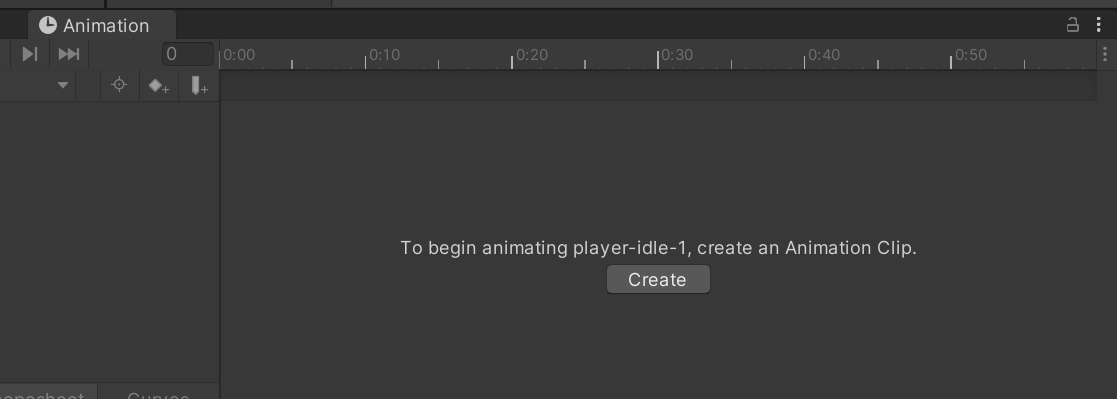 Animation
0
0:00
0:10
0:20
0:30
0:40
0:50
To begin animating player-idle-1, create an Animation Clip.
Create
Curves